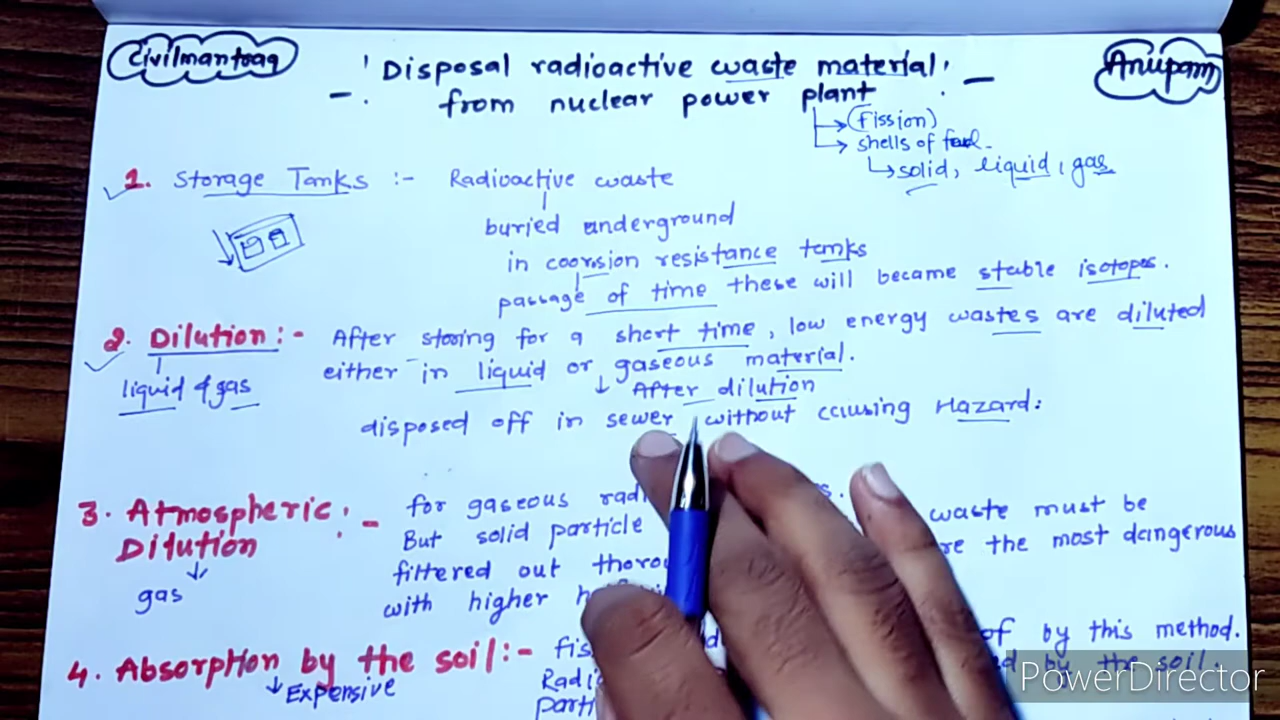 Civilmantraa
Anupam
' Disposal radioactive waste material '
from nuclear power plant
(fission)
shells of fuel.
solid, liquid, gas
1. Storage Tanks :- Radioactive waste
buried underground
in coorision resistance tanks
passage of time these will became stable isotopes.
2. Dilution :- After storing for a short time, low energy wastes are diluted
either in liquid or gaseous material.
liquid & gas
After dilution
disposed off in sewer without causing Hazard:
3. Atmospheric :- for gaseous
Dilution But solid particle waste must be
filtered out re the most dangerous
gas
with higher
4. Absorption by the soil :- of by this method.
Expensive
by the soil.
PowerDirector